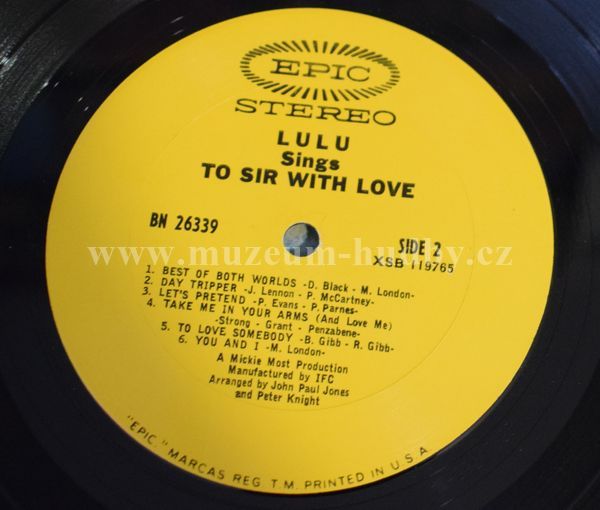 EPIC
STEREO
LULU
Sings
TO SIR WITH LOVE
BN 26339
SIDE 2
XSB 119765
www.muzeum-hudby.cz
1. BEST OF BOTH WORLDS -D. Black - M. London-
2. DAY TRIPPER -J. Lennon - P. McCartney-
3. LET'S PRETEND -P. Evans - P. Parnes-
4. TAKE ME IN YOUR ARMS (And Love Me)
-Strong - Grant - Penzabene-
5. TO LOVE SOMEBODY -B. Gibb - R. Gibb-
6. YOU AND I -M. London-
A Mickie Most Production
Manufactured by IFC
Arranged by John Paul Jones
and Peter Knight
"EPIC," MARCAS REG T.M. PRINTED IN U.S.A.